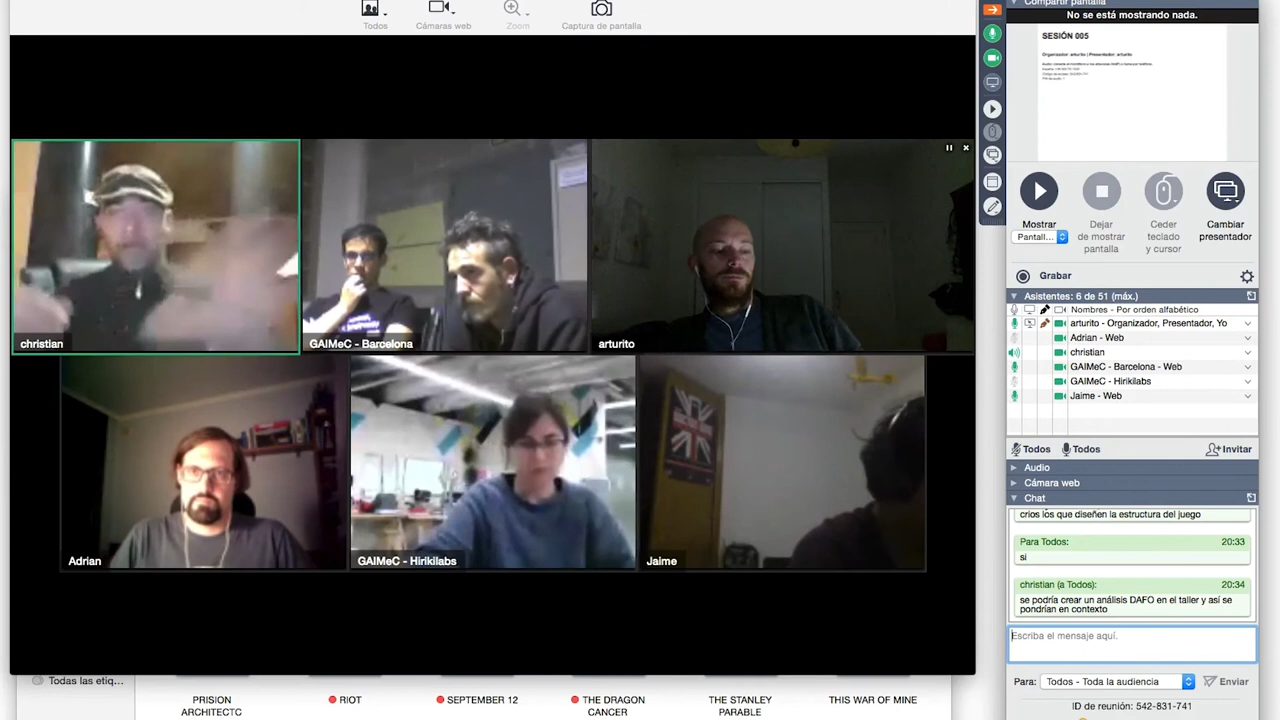 Todos
Cámaras web
Zoom
Captura de pantalla
christian
GAIMeC - Barcelona
arturito
Adrian
GAIMeC - Hirikilabs
Jaime
Todas las etiq...
PRISION
ARCHITECTC
RIOT
SEPTEMBER 12
THE DRAGON
CANCER
THE STANLEY
PARABLE
THIS WAR OF MINE
Compartir pantalla
No se está mostrando nada.
SESIÓN 005
Organizador: arturito | Presentador: arturito
Mostrar
Pantall...
Dejar
de mostrar
pantalla
Ceder
teclado
y cursor
Cambiar
presentador
Grabar
Asistentes: 6 de 51 (máx.)
Nombres - Por orden alfabético
arturito - Organizador, Presentador, Yo
Adrian - Web
christian
GAIMeC - Barcelona - Web
GAIMeC - Hirikilabs
Jaime - Web
Todos
Todos
Invitar
Audio
Cámara web
Chat
crios los que diseñen la estructura del juego
Para Todos: 20:33
si
christian (a Todos): 20:34
se podría crear un análisis DAFO en el taller y así se
pondrían en contexto
Escriba el mensaje aquí.
Para: Todos - Toda la audiencia
Enviar
ID de reunión: 542-831-741